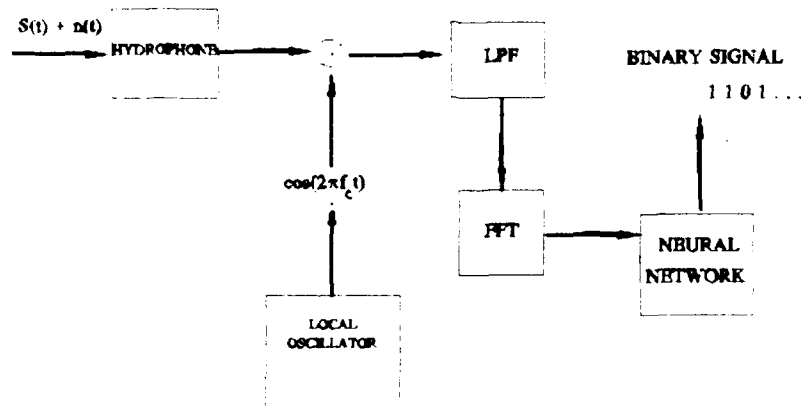 S(t) + n(t)
HYDROPHONE
LPF
BINARY SIGNAL
1 1 0 1 . . .
cos(2πf_c t)
FFT
NEURAL
NETWORK
LOCAL
OSCILLATOR